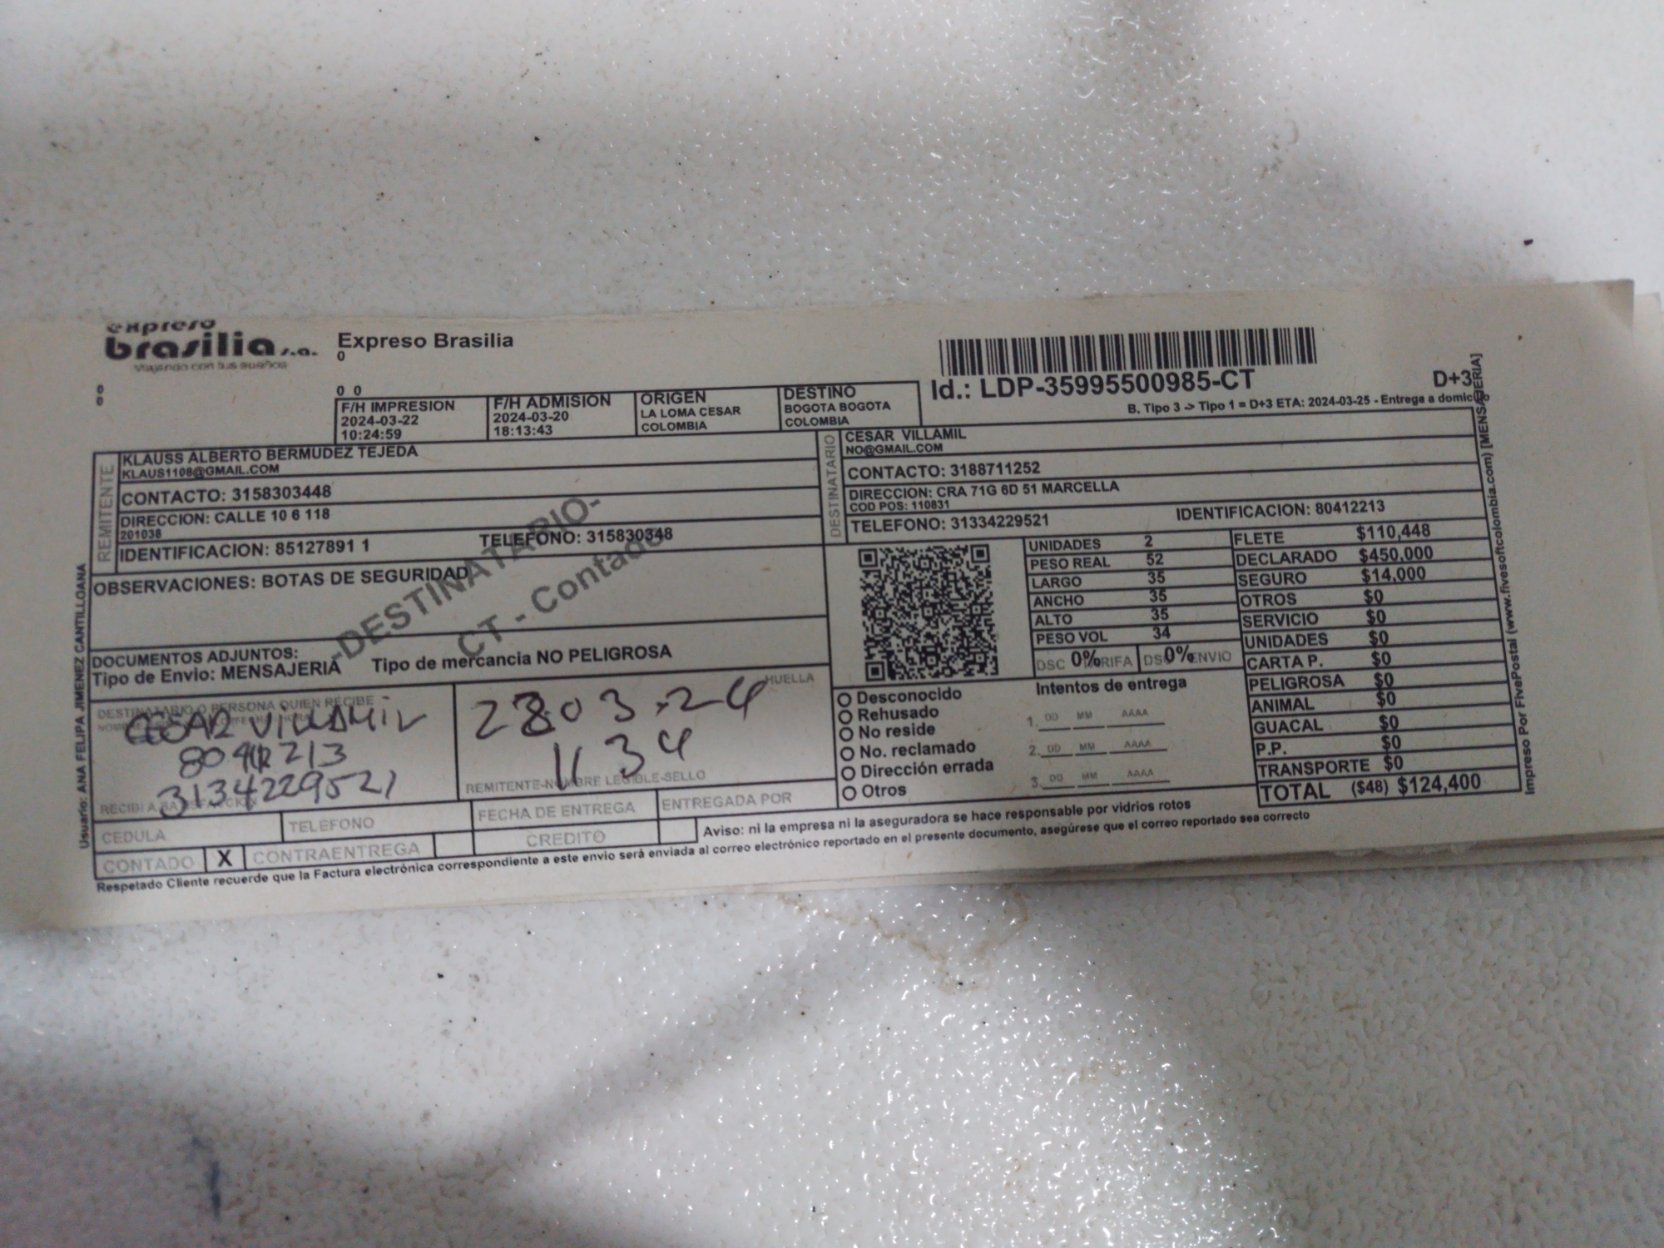 expreso
brasilia s.a.
Viajando con tus sueños
Expreso Brasilia
0
0
0
0 0
F/H IMPRESION
2024-03-22
10:24:59
F/H ADMISION
2024-03-20
18:13:43
ORIGEN
LA LOMA CESAR
COLOMBIA
DESTINO
BOGOTA BOGOTA
COLOMBIA
Id.: LDP-35995500985-CT
D+3
B, Tipo 3 -> Tipo 1 = D+3 ETA: 2024-03-25 - Entrega a domicilio
REMITENTE
KLAUSS ALBERTO BERMUDEZ TEJEDA
KLAUS1108@GMAIL.COM
CONTACTO: 3158303448
DIRECCION: CALLE 10 6 118
201038
IDENTIFICACION: 85127891 1
TELEFONO: 315830348
DESTINATARIO
CESAR VILLAMIL
NO@GMAIL.COM
CONTACTO: 3188711252
DIRECCION: CRA 71G 6D 51 MARCELLA
COD POS: 110831
TELEFONO: 31334229521
IDENTIFICACION: 80412213
OBSERVACIONES: BOTAS DE SEGURIDAD
-DESTINATARIO-
CT - Contado
DOCUMENTOS ADJUNTOS:
Tipo de Envio: MENSAJERIA
Tipo de mercancia NO PELIGROSA
UNIDADES 2
PESO REAL 52
LARGO 35
ANCHO 35
ALTO 35
PESO VOL 34
DSC 0% RIFA
DS 0% ENVIO
FLETE $110,448
DECLARADO $450,000
SEGURO $14,000
OTROS $0
SERVICIO $0
UNIDADES $0
CARTA P. $0
PELIGROSA $0
ANIMAL $0
GUACAL $0
P.P. $0
TRANSPORTE $0
TOTAL ($48) $124,400
DESTINATARIO O PERSONA QUIEN RECIBE
CESAR VILLAMIL
80412213
3134229521
HUELLA
2203.24
1134
REMITENTE-NOMBRE LEGIBLE-SELLO
Desconocido
Rehusado
No reside
No. reclamado
Dirección errada
Otros
Intentos de entrega
1. DD MM AAAA
2. DD MM AAAA
3. DD MM AAAA
CEDULA
TELEFONO
FECHA DE ENTREGA
ENTREGADA POR
CONTADO X CONTRAENTREGA
CREDITO
Aviso: ni la empresa ni la aseguradora se hace responsable por vidrios rotos
Respetado Cliente recuerde que la Factura electrónica correspondiente a este envio será enviada al correo electrónico reportado en el presente documento, asegúrese que el correo reportado sea correcto
Usuario: ANA FELIPA JIMENEZ CANTILLOANA
Impreso Por FivePostal (www.fivesoftcolombia.com) [MENSAJERIA]